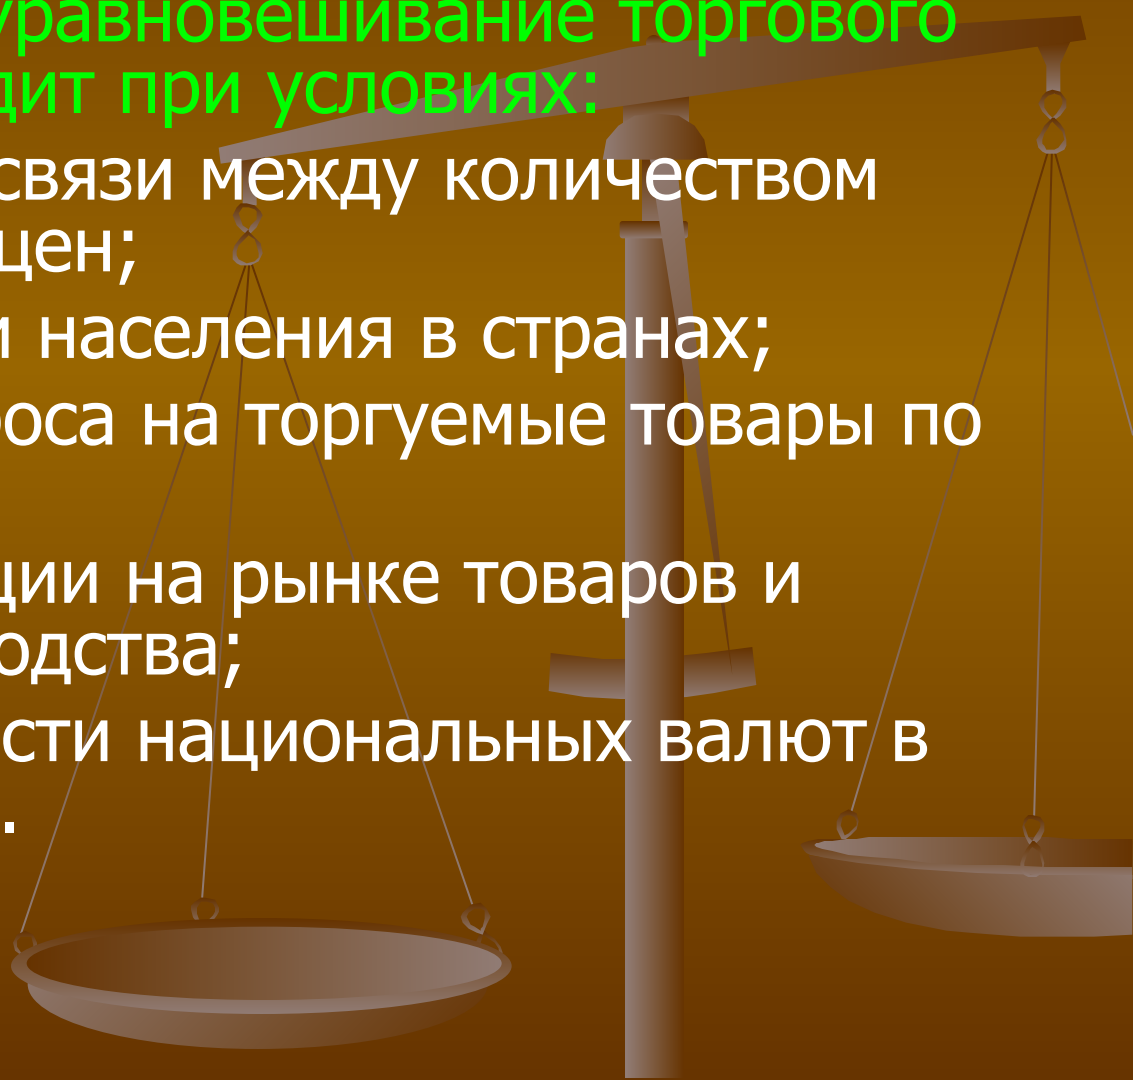 уравновешивание торгового
дит при условиях:
связи между количеством
цен;
и населения в странах;
роса на торгуемые товары по
ции на рынке товаров и
одства;
сти национальных валют в
.